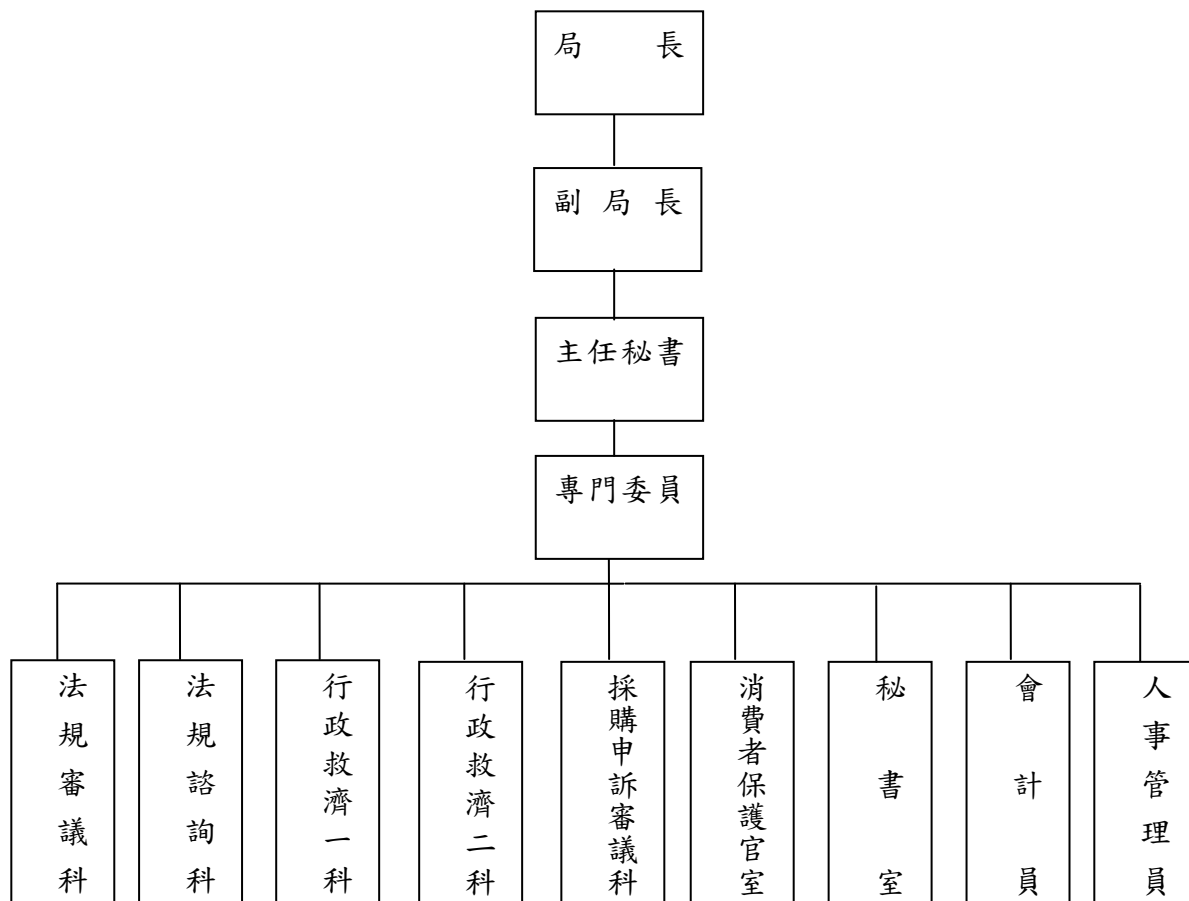 局長
副局長
主任秘書
專門委員
法規審議科
法規諮詢科
行政救濟一科
行政救濟二科
採購申訴審議科
消費者保護官室
秘書室
會計員
人事管理員